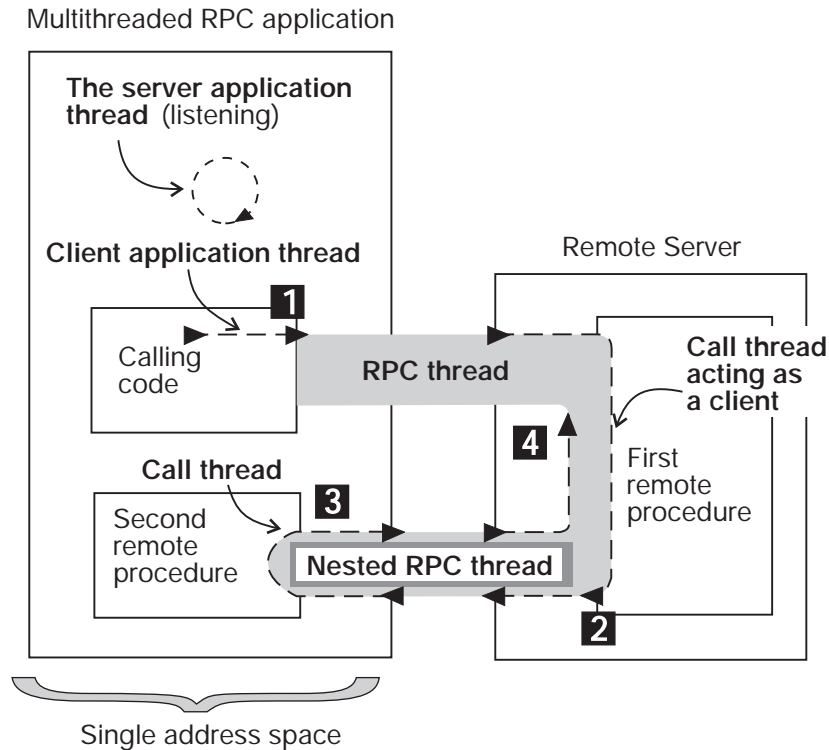 Multithreaded RPC application
The server application
thread (listening)
Client application thread
1
Calling
code
RPC thread
Remote Server
Call thread
acting as
a client
4
First
remote
procedure
Call thread
3
Second
remote
procedure
Nested RPC thread
2
Single address space